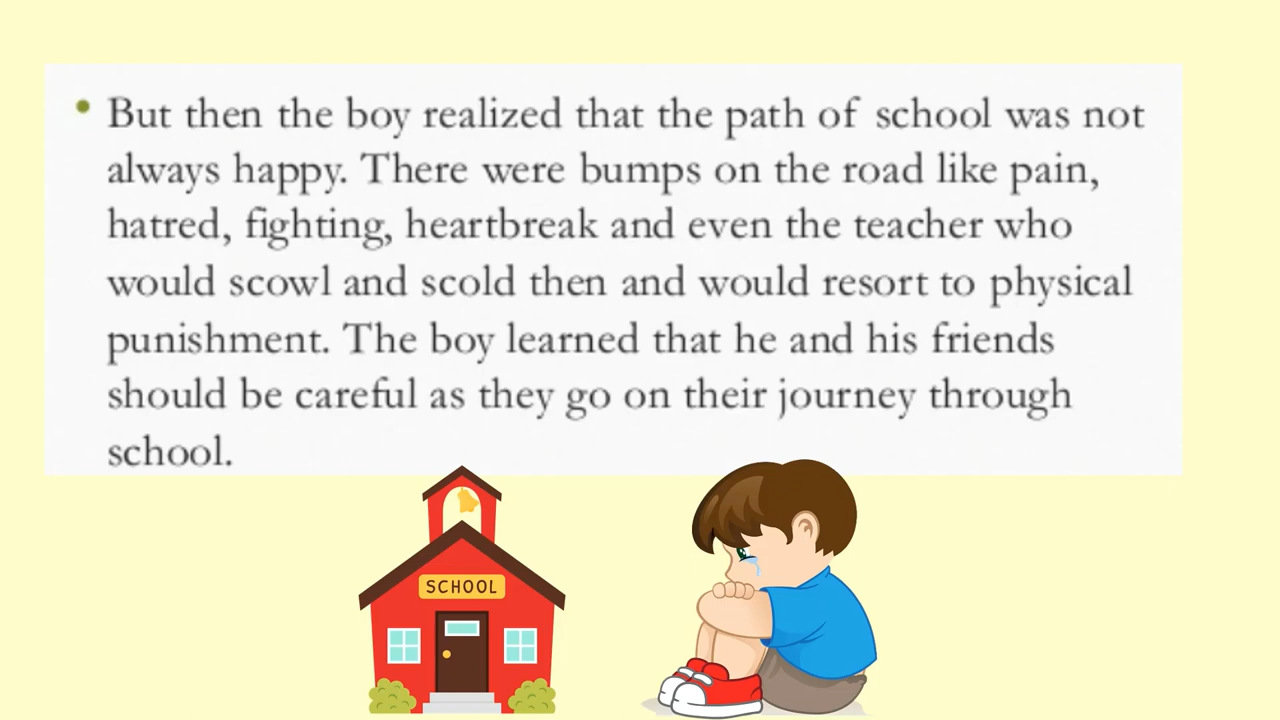 • But then the boy realized that the path of school was not
always happy. There were bumps on the road like pain,
hatred, fighting, heartbreak and even the teacher who
would scowl and scold then and would resort to physical
punishment. The boy learned that he and his friends
should be careful as they go on their journey through
school.
SCHOOL